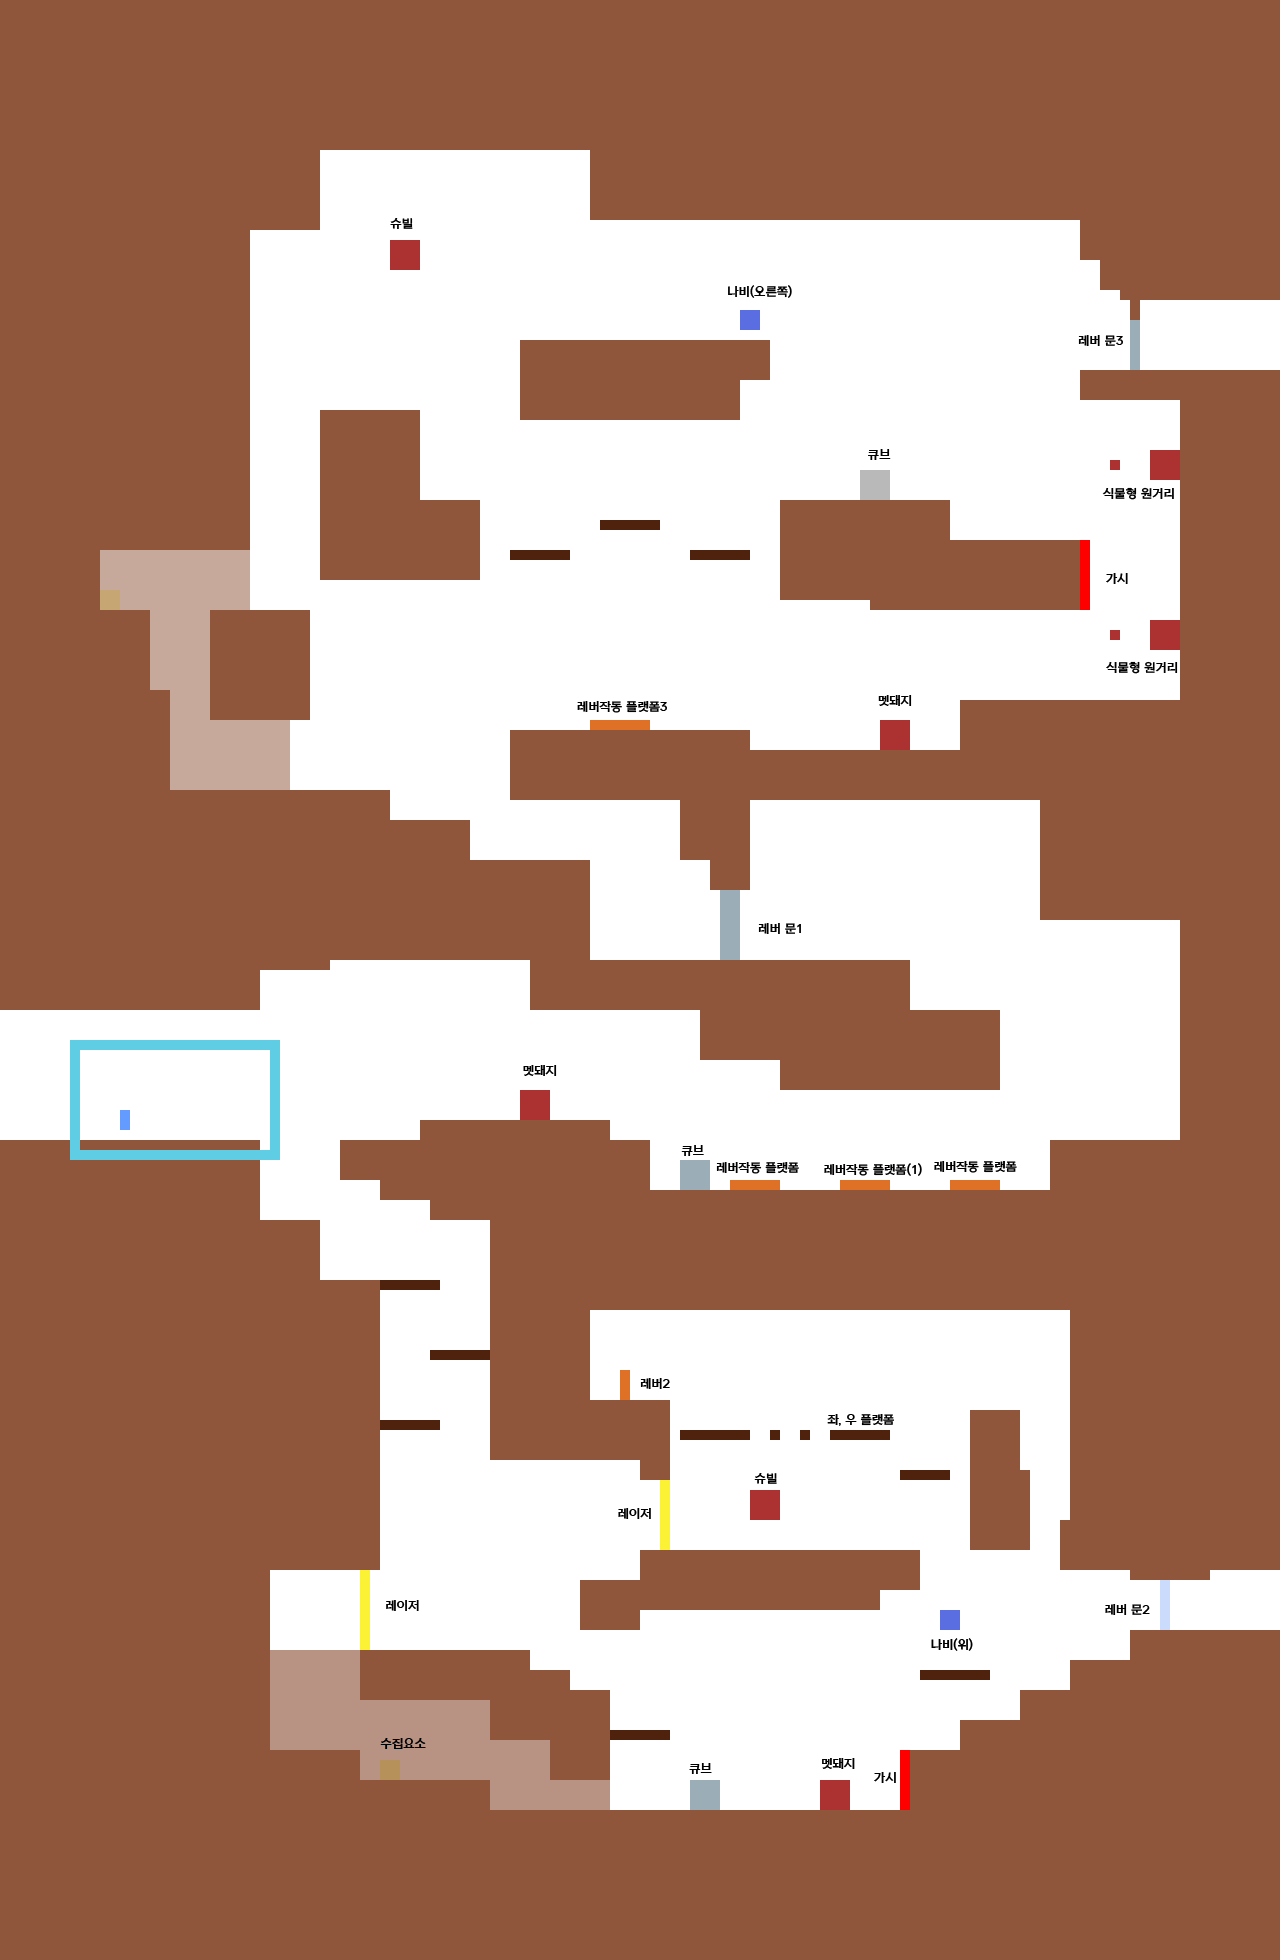 슈빌
나비(오른쪽)
레버 문3
큐브
식물형 원거리
가시
식물형 원거리
멧돼지
레버작동 플랫폼3
레버 문1
멧돼지
큐브
레버작동 플랫폼
레버작동 플랫폼(1)
레버작동 플랫폼
레버2
좌, 우 플랫폼
슈빌
레이저
레이저
레버 문2
나비(위)
수집요소
큐브
멧돼지
가시